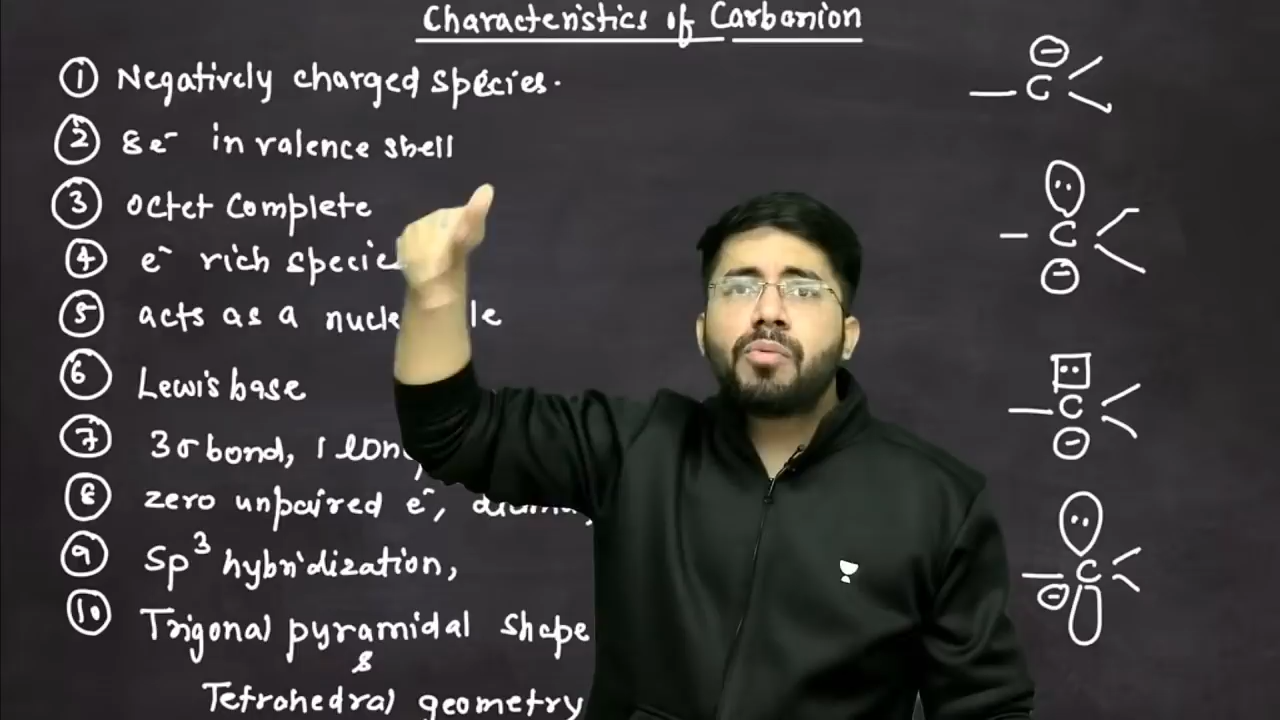 Characteristics of Carbanion
① Negatively charged species.
② 8e⁻ in valence shell
③ Octet Complete
④ e⁻ rich specie
⑤ acts as a nucle le
⑥ Lewis base
⑦ 3σ bond, 1 lon
⑧ zero unpaired e⁻,
⑨ Sp³ hybridization,
⑩ Trigonal pyramidal shape
&
Tetrahedral geometry
⊖
C
••
C
⊖
••
C
⊖
••
C
⊖